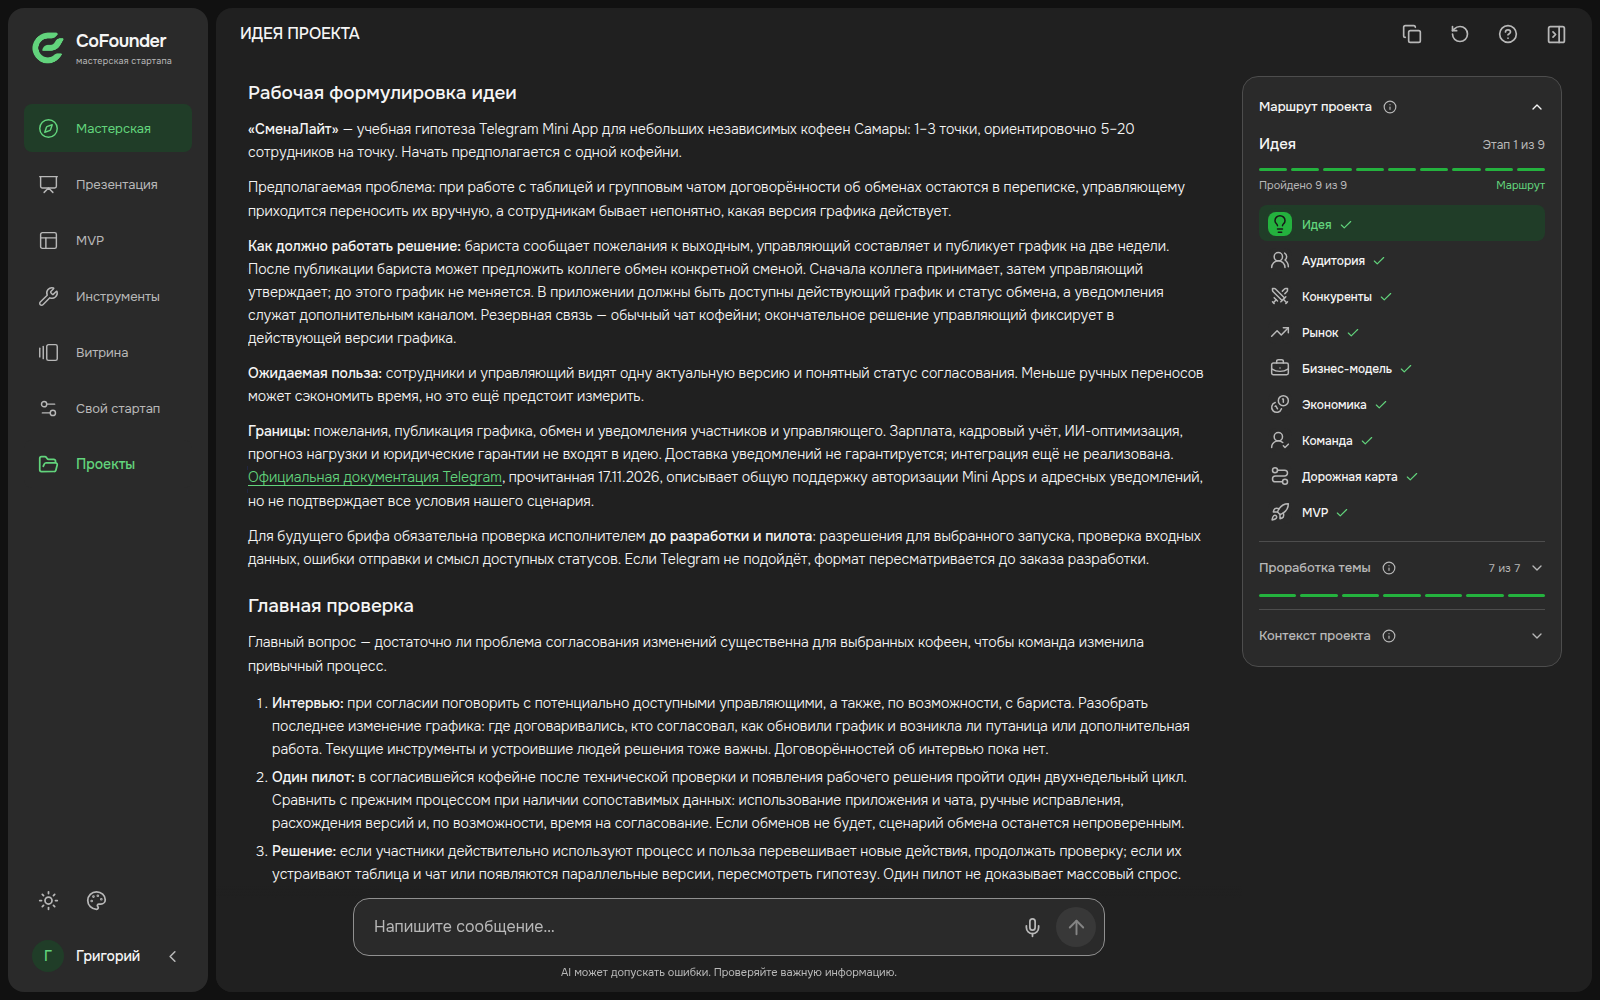 CoFounder
мастерская стартапа
Мастерская
Презентация
MVP
Инструменты
Витрина
Свой стартап
Проекты
Г
Григорий
ИДЕЯ ПРОЕКТА
Рабочая формулировка идеи
«СменаЛайт» — учебная гипотеза Telegram Mini App для небольших независимых кофеен Самары: 1–3 точки, ориентировочно 5–20
сотрудников на точку. Начать предполагается с одной кофейни.
Предполагаемая проблема: при работе с таблицей и групповым чатом договорённости об обменах остаются в переписке, управляющему
приходится переносить их вручную, а сотрудникам бывает непонятно, какая версия графика действует.
Как должно работать решение: бариста сообщает пожелания к выходным, управляющий составляет и публикует график на две недели.
После публикации бариста может предложить коллеге обмен конкретной сменой. Сначала коллега принимает, затем управляющий
утверждает; до этого график не меняется. В приложении должны быть доступны действующий график и статус обмена, а уведомления
служат дополнительным каналом. Резервная связь — обычный чат кофейни; окончательное решение управляющий фиксирует в
действующей версии графика.
Ожидаемая польза: сотрудники и управляющий видят одну актуальную версию и понятный статус согласования. Меньше ручных переносов
может сэкономить время, но это ещё предстоит измерить.
Границы: пожелания, публикация графика, обмен и уведомления участников и управляющего. Зарплата, кадровый учёт, ИИ-оптимизация,
прогноз нагрузки и юридические гарантии не входят в идею. Доставка уведомлений не гарантируется; интеграция ещё не реализована.
Официальная документация Telegram, прочитанная 17.11.2026, описывает общую поддержку авторизации Mini Apps и адресных уведомлений,
но не подтверждает все условия нашего сценария.
Для будущего брифа обязательна проверка исполнителем до разработки и пилота: разрешения для выбранного запуска, проверка входных
данных, ошибки отправки и смысл доступных статусов. Если Telegram не подойдёт, формат пересматривается до заказа разработки.
Главная проверка
Главный вопрос — достаточно ли проблема согласования изменений существенна для выбранных кофеен, чтобы команда изменила
привычный процесс.
1. Интервью: при согласии поговорить с потенциально доступными управляющими, а также, по возможности, с бариста. Разобрать
последнее изменение графика: где договаривались, кто согласовал, как обновили график и возникла ли путаница или дополнительная
работа. Текущие инструменты и устроившие людей решения тоже важны. Договорённостей об интервью пока нет.
2. Один пилот: в согласившейся кофейне после технической проверки и появления рабочего решения пройти один двухнедельный цикл.
Сравнить с прежним процессом при наличии сопоставимых данных: использование приложения и чата, ручные исправления,
расхождения версий и, по возможности, время на согласование. Если обменов не будет, сценарий обмена останется непроверенным.
3. Решение: если участники действительно используют процесс и польза перевешивает новые действия, продолжать проверку; если их
устраивают таблица и чат или появляются параллельные версии, пересмотреть гипотезу. Один пилот не доказывает массовый спрос.
Напишите сообщение...
AI может допускать ошибки. Проверяйте важную информацию.
Маршрут проекта
Идея
Этап 1 из 9
Пройдено 9 из 9
Маршрут
Идея
Аудитория
Конкуренты
Рынок
Бизнес-модель
Экономика
Команда
Дорожная карта
MVP
Проработка темы
7 из 7
Контекст проекта